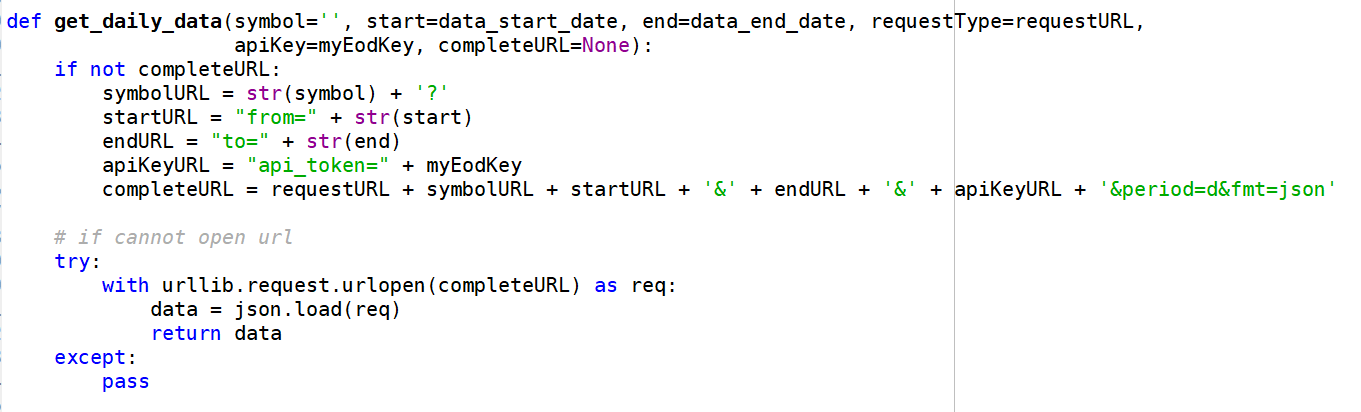 def get_daily_data(symbol='', start=data_start_date, end=data_end_date, requestType=requestURL,
                   apiKey=myEodKey, completeURL=None):
    if not completeURL:
        symbolURL = str(symbol) + '?'
        startURL = "from=" + str(start)
        endURL = "to=" + str(end)
        apiKeyURL = "api_token=" + myEodKey
        completeURL = requestURL + symbolURL + startURL + '&' + endURL + '&' + apiKeyURL + '&period=d&fmt=json'
    # if cannot open url
    try:
        with urllib.request.urlopen(completeURL) as req:
            data = json.load(req)
            return data
    except:
        pass